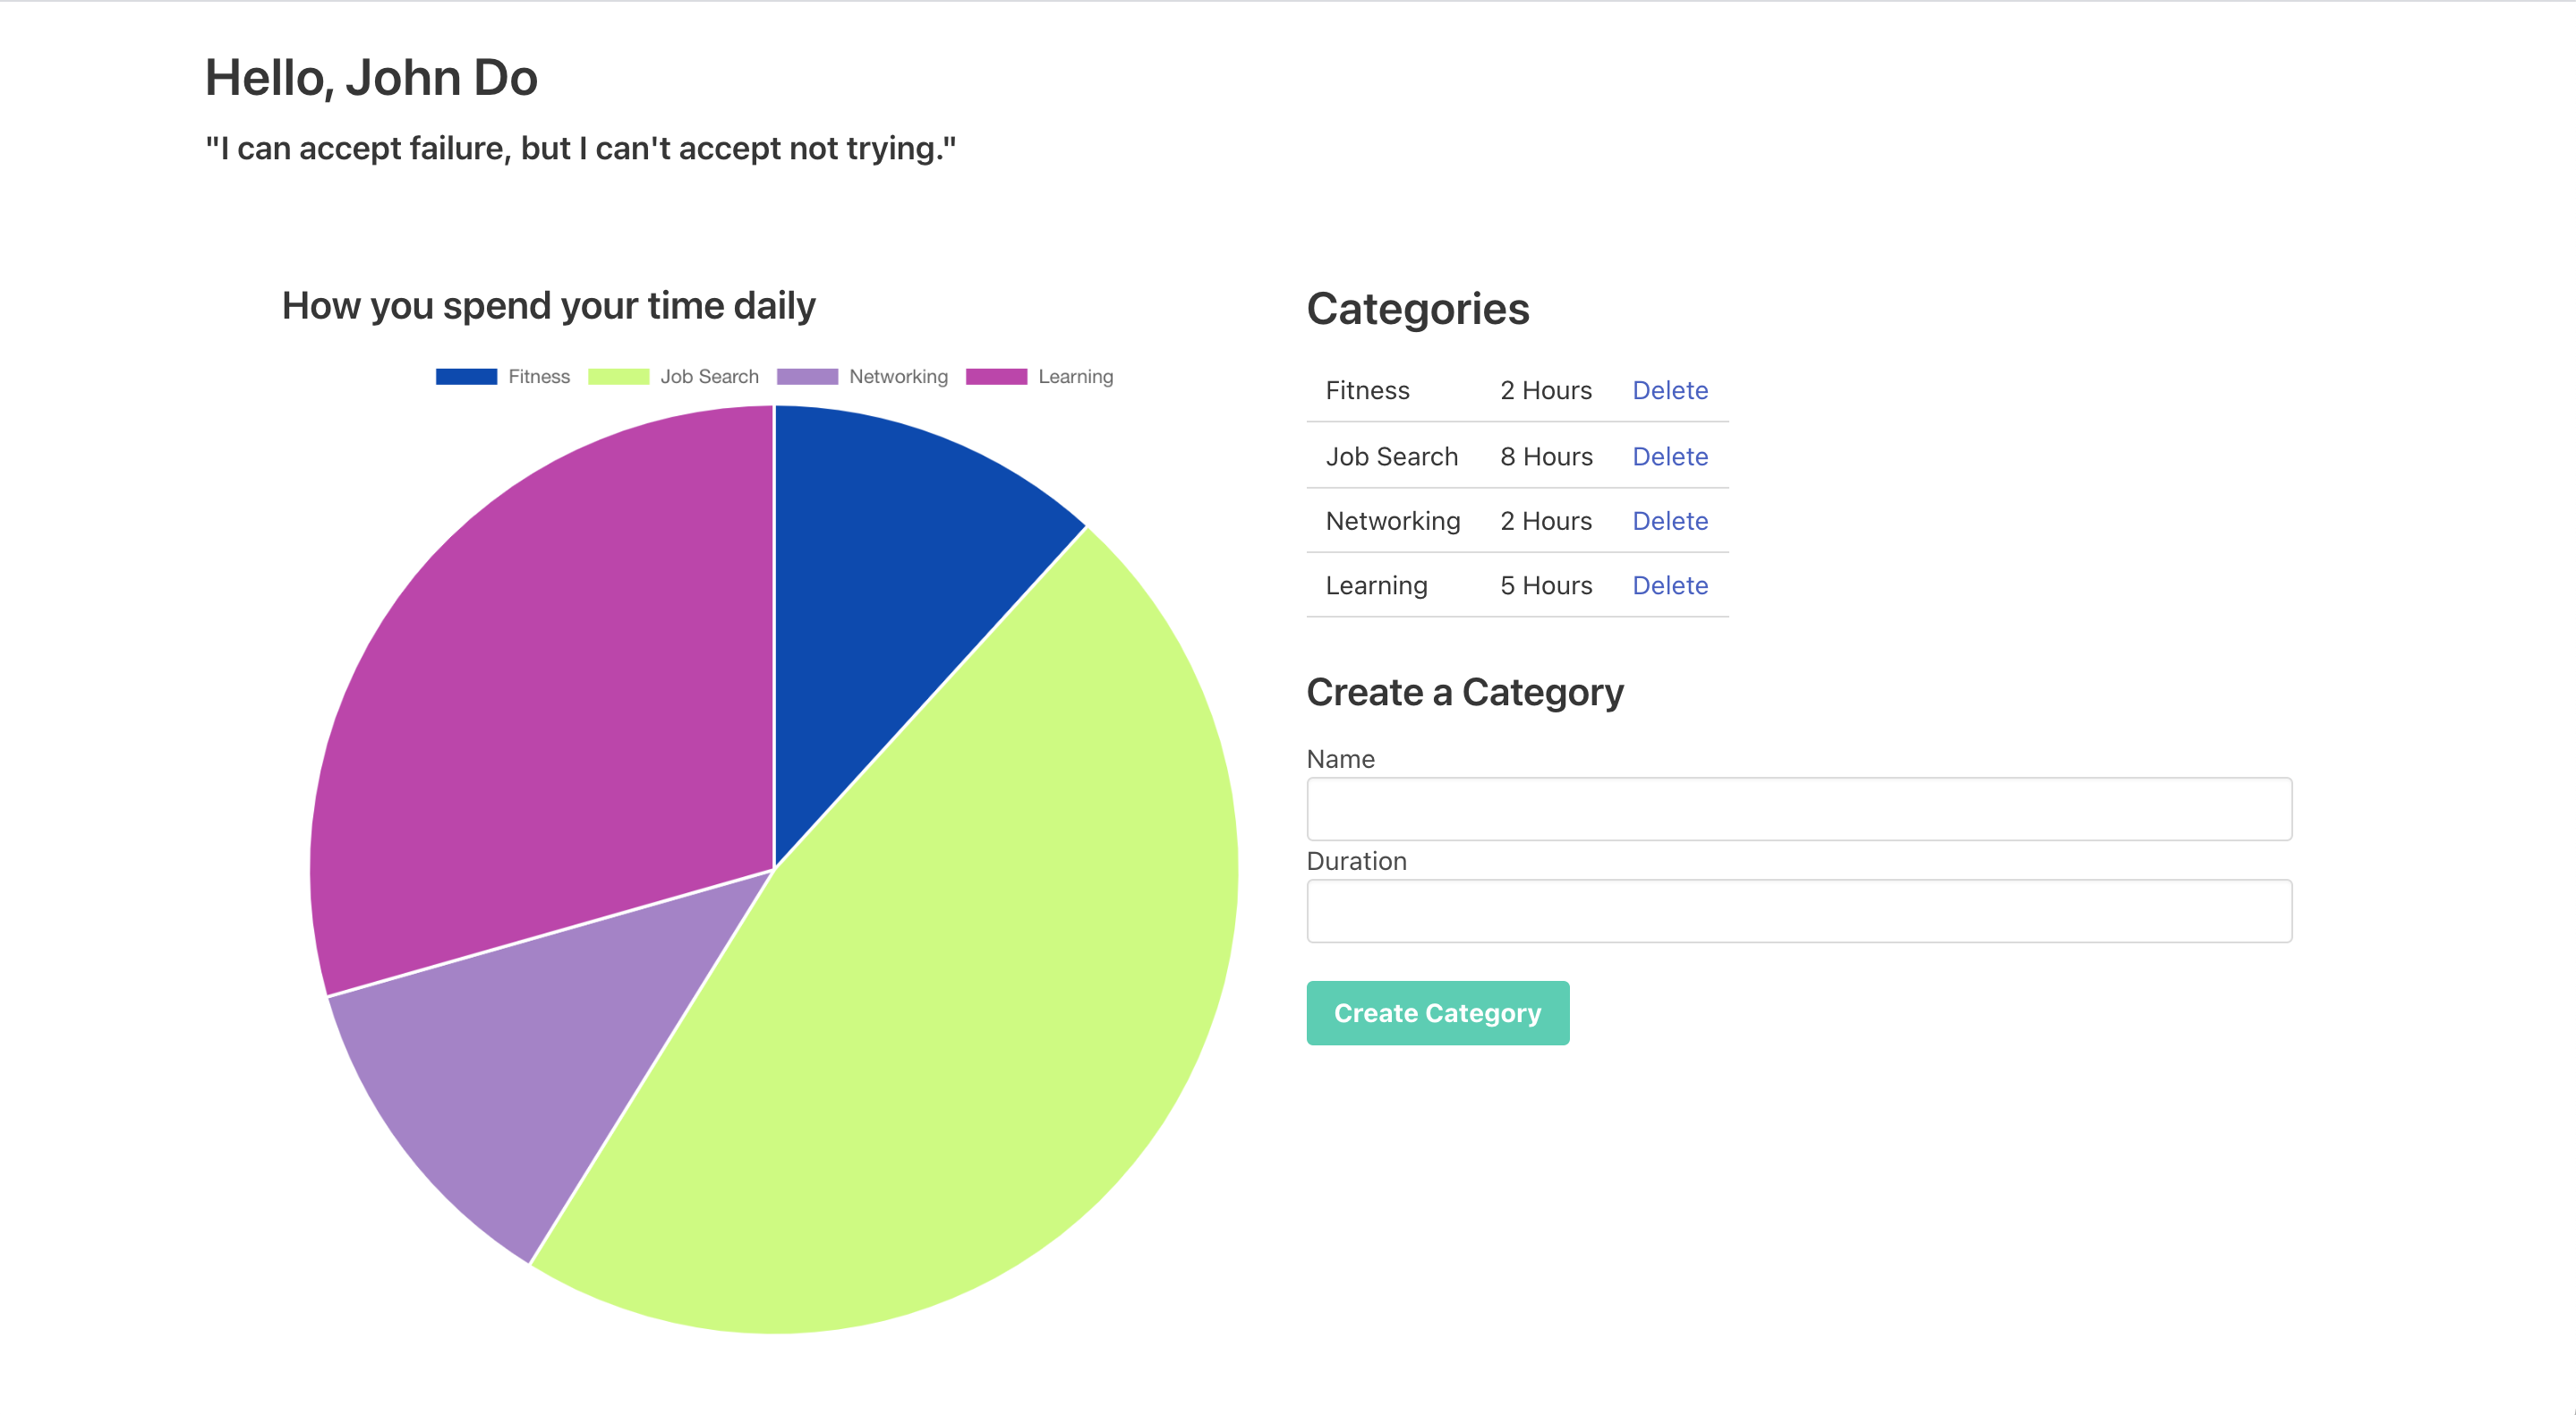 Hello, John Do
"I can accept failure, but I can't accept not trying."
How you spend your time daily
Fitness Job Search Networking Learning
Categories
Fitness 2 Hours Delete
Job Search 8 Hours Delete
Networking 2 Hours Delete
Learning 5 Hours Delete
Create a Category
Name
Duration
Create Category